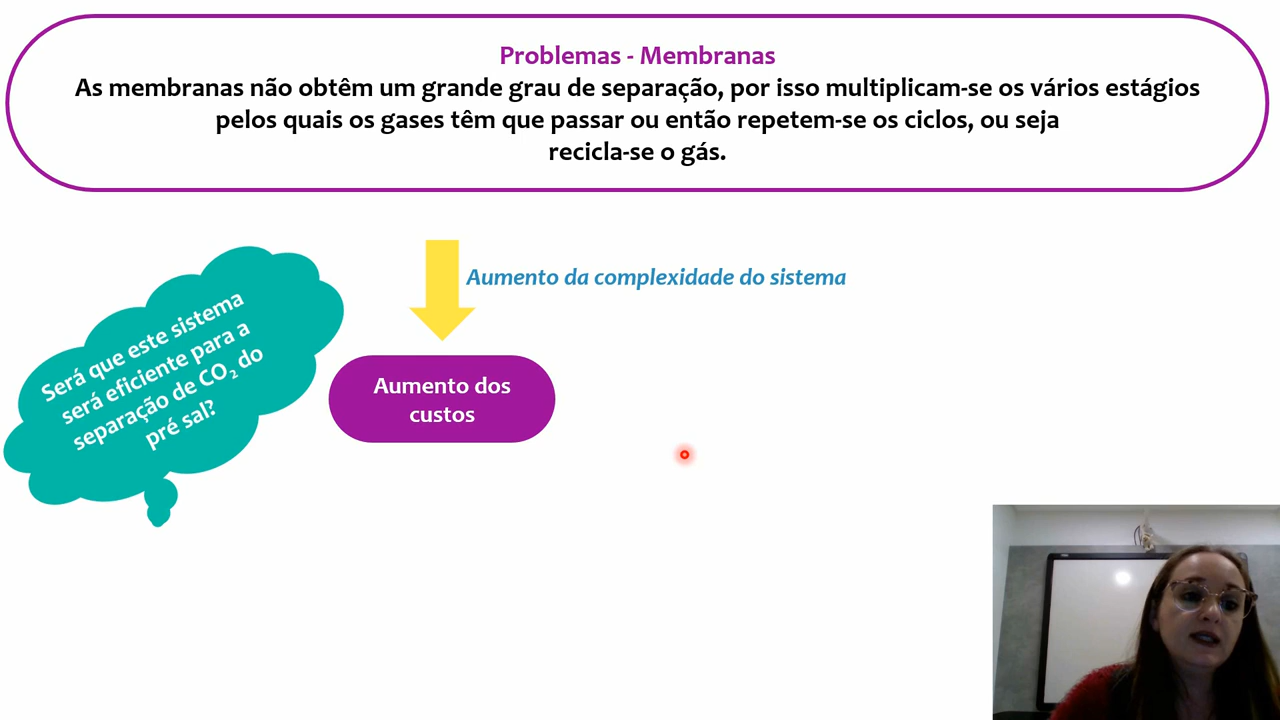 Problemas - Membranas
As membranas não obtêm um grande grau de separação, por isso multiplicam-se os vários estágios
pelos quais os gases têm que passar ou então repetem-se os ciclos, ou seja
recicla-se o gás.
Aumento da complexidade do sistema
Será que este sistema
será eficiente para a
separação de CO₂ do
pré sal?
Aumento dos
custos